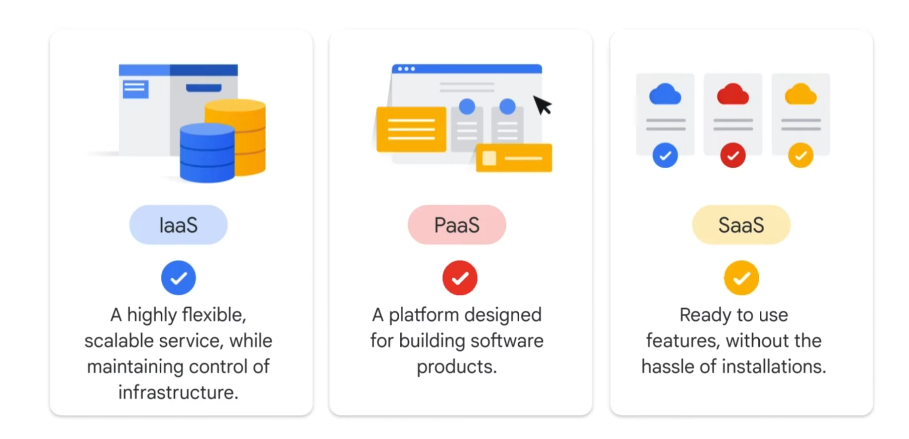 IaaS
A highly flexible,
scalable service, while
maintaining control of
infrastructure.
PaaS
A platform designed
for building software
products.
SaaS
Ready to use
features, without the
hassle of installations.